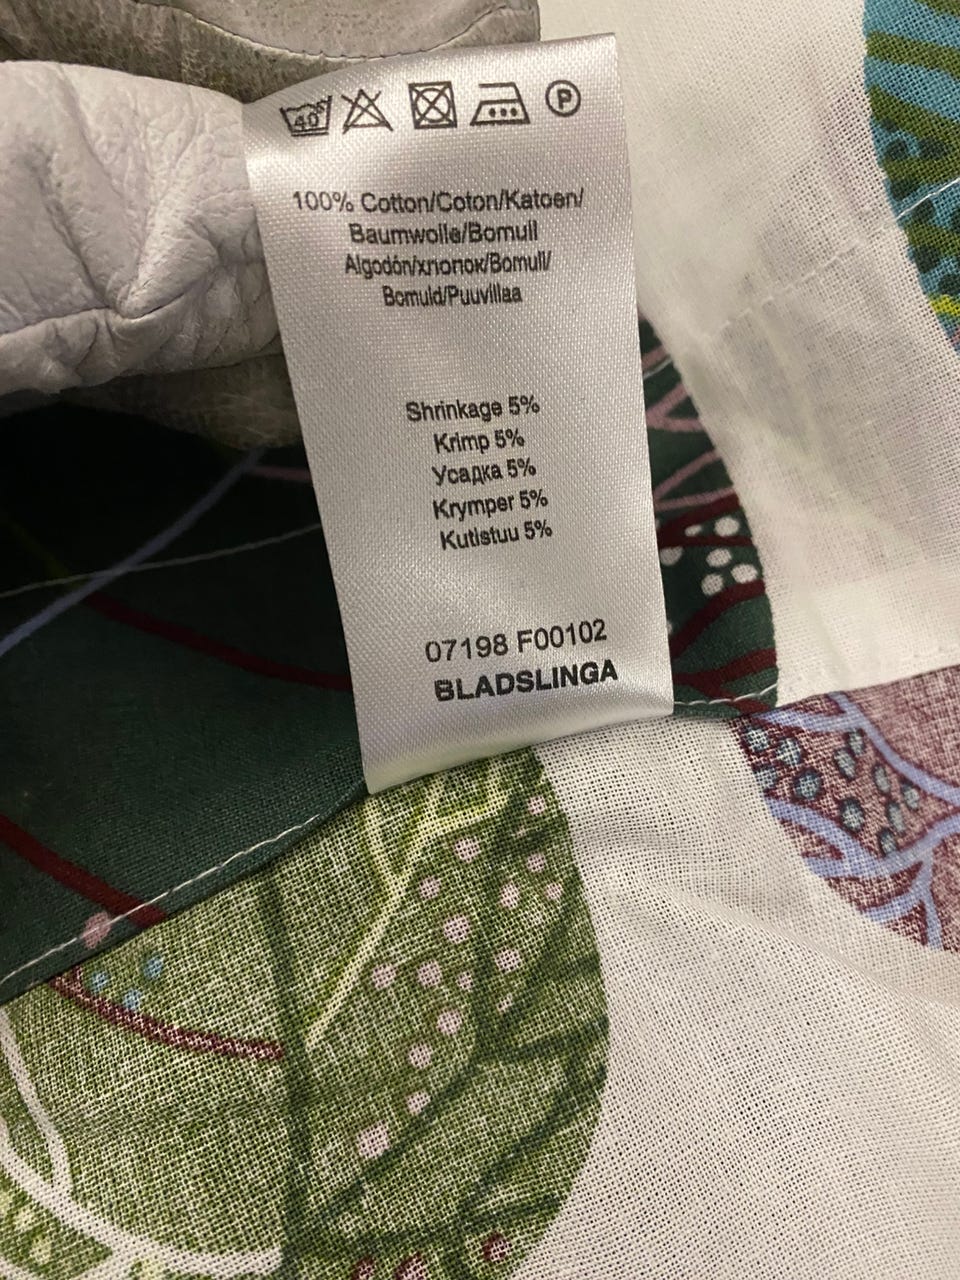 40°
P
100% Cotton/Coton/Katoen/
Baumwolle/Bomull
Algodón/хлопок/Bomull/
Bomuld/Puuvillaa
Shrinkage 5%
Krimp 5%
Усадка 5%
Krymper 5%
Kutistuu 5%
07198 F00102
BLADSLINGA